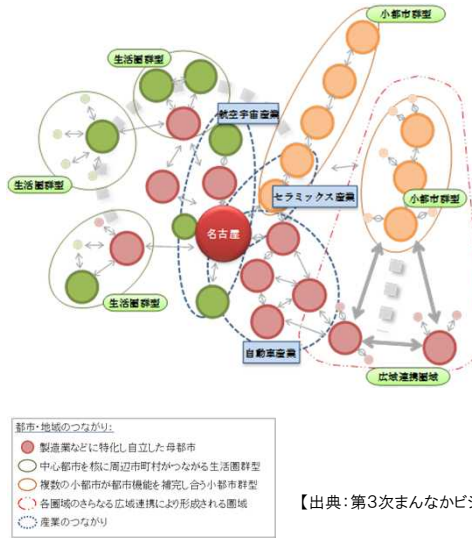 小都市群型
生活圏群型
航空宇宙産業
生活圏群型
セラミックス産業
小都市群型
名古屋
生活圏群型
自動車産業
広域連携圏域
都市・地域のつながり:
製造業などに特化し自立した母都市
中心都市を核に周辺市町村がつながる生活圏群型
複数の小都市が都市機能を補完し合う小都市群型
各圏域のさらなる広域連携により形成される圏域
産業のつながり
【出典:第3次まんなかビジ